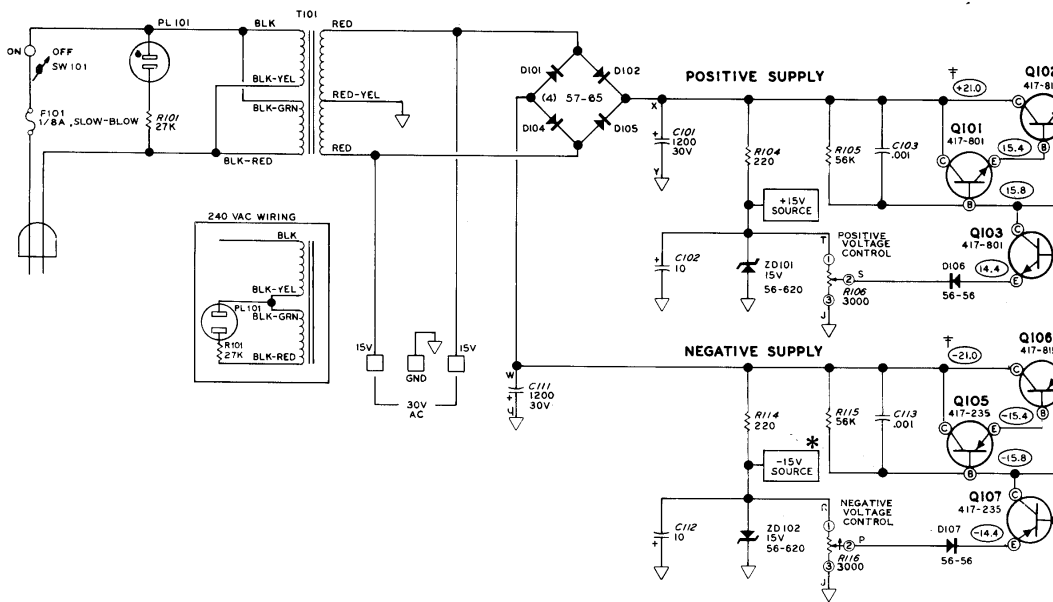 T101
PL101
BLK
RED
ON
OFF
SW101
BLK-YEL
RED-YEL
F101
1/8A, SLOW-BLOW
R101
27K
BLK-GRN
BLK-RED
RED
D101
D102
(4) 57-65
D104
D105
POSITIVE SUPPLY
X
C101
1200
30V
Y
R104
220
R105
56K
C103
.001
+21.0
Q102
C
B
Q101
417-801
C
E
B
15.4
15.8
+15V
SOURCE
C102
10
ZD101
15V
56-620
POSITIVE
VOLTAGE
CONTROL
T
1
2
S
R106
3000
3
J
D106
56-56
14.4
Q103
417-801
C
E
240 VAC WIRING
BLK
BLK-YEL
PL101
BLK-GRN
R101
27K
BLK-RED
15V
GND
15V
30V
AC
NEGATIVE SUPPLY
W
C111
1200
30V
U
R114
220
R115
56K
C113
.001
-21.0
Q106
C
B
Q105
417-235
C
E
B
-15.4
-15.8
*
-15V
SOURCE
C112
10
ZD102
15V
56-620
NEGATIVE
VOLTAGE
CONTROL
1
2
P
R116
3000
3
J
D107
56-56
-14.4
Q107
417-235
C
E